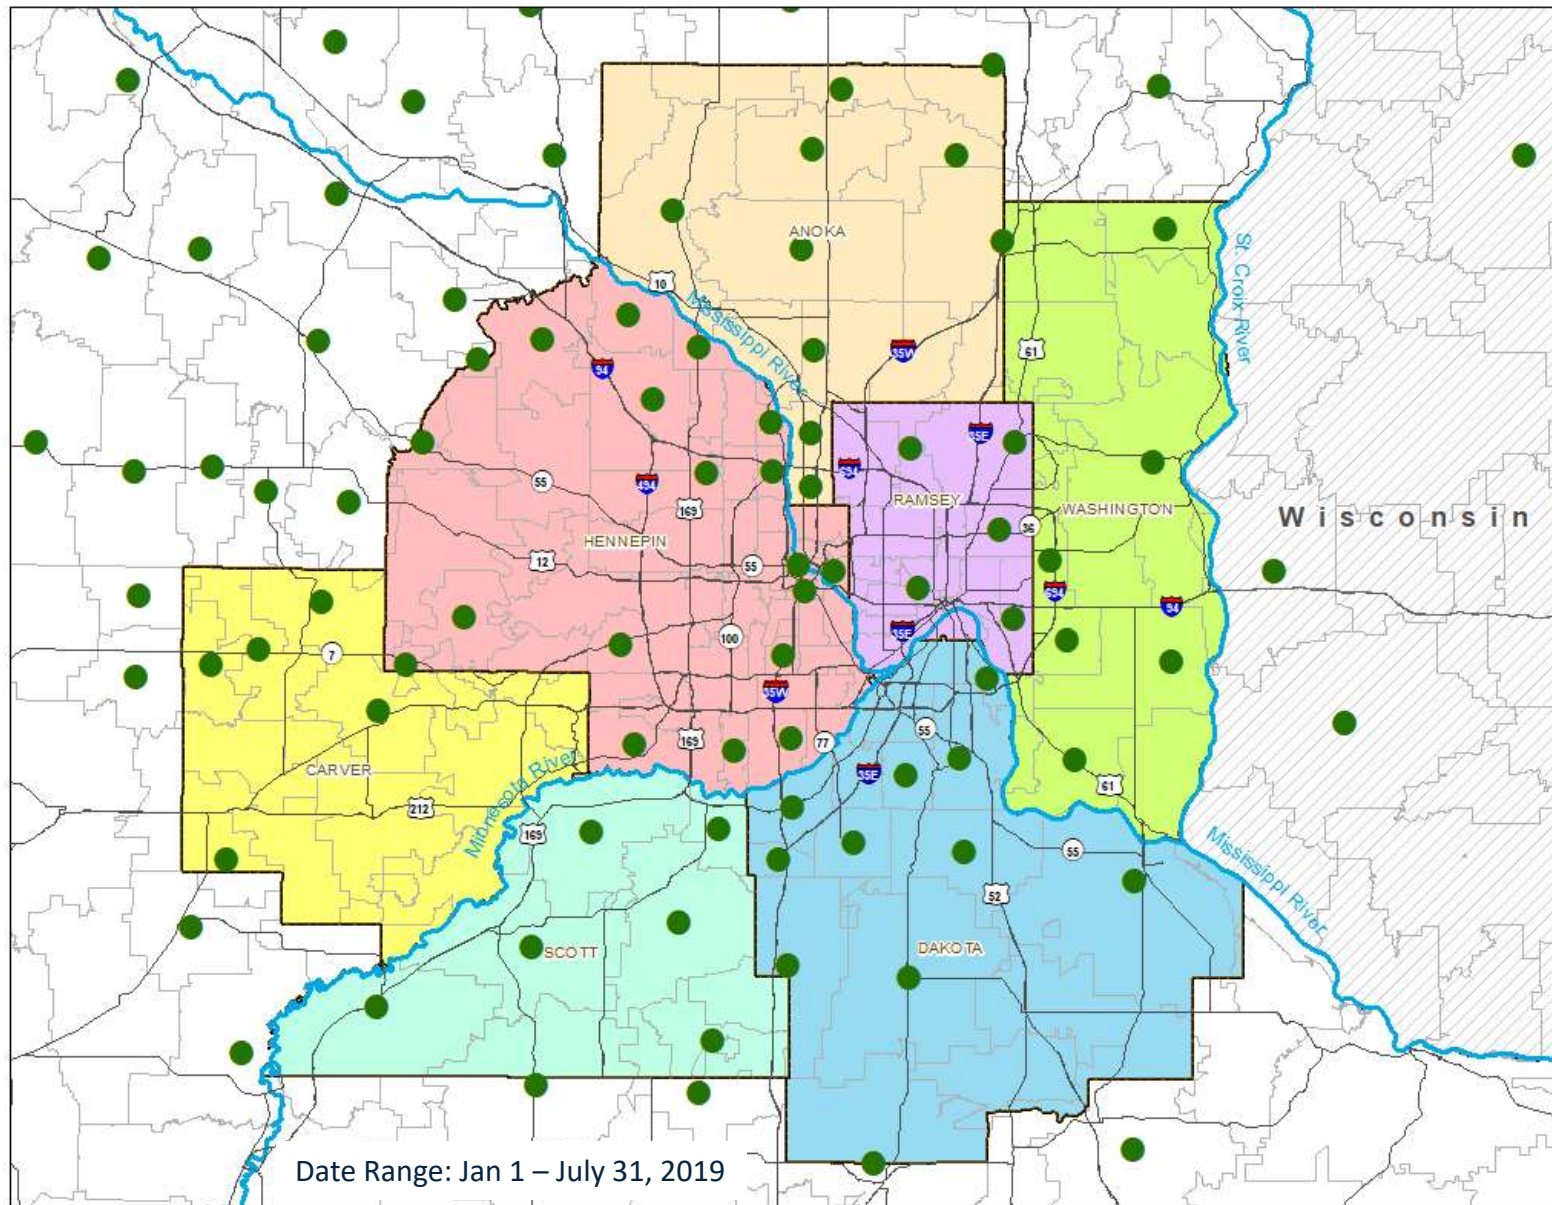 ANOKA
10
Mississippi River
St. Croix River
35W
61
94
35E
694
55
494
169
RAMSEY
WASHINGTON
36
Wisconsin
HENNEPIN
12
55
694
94
100
35E
7
35W
169
77
55
35E
61
CARVER
Minnesota River
212
169
55
Mississippi River
52
SCOTT
DAKOTA
Date Range: Jan 1 – July 31, 2019